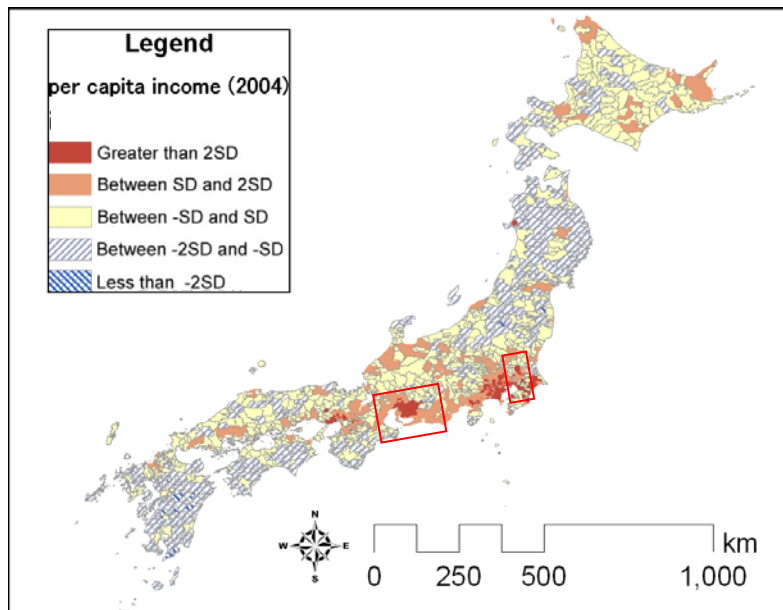 Legend
per capita income (2004)
Greater than 2SD
Between SD and 2SD
Between -SD and SD
Between -2SD and -SD
Less than -2SD
N
W E
S
km
0 250 500 1,000